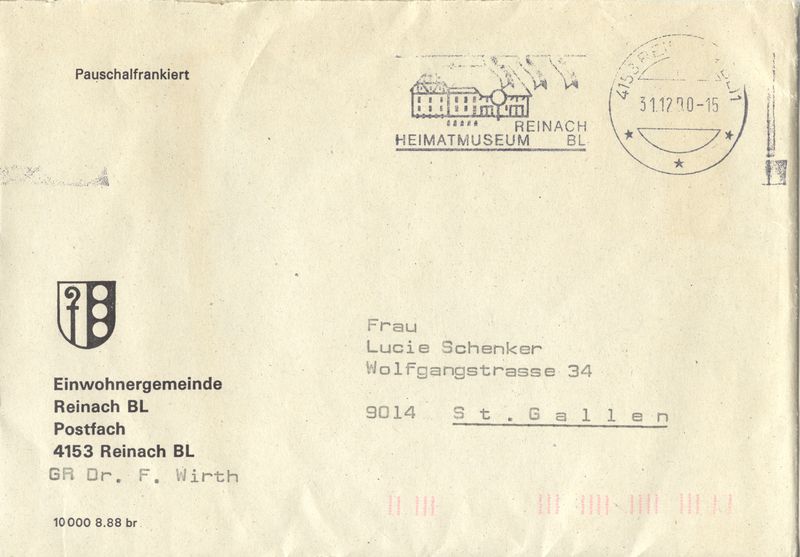 Pauschalfrankiert
REINACH
HEIMATMUSEUM BL
4153
31.12.90-15
Einwohnergemeinde
Reinach BL
Postfach
4153 Reinach BL
GR Dr. F. Wirth
10 000 8.88 br
Frau
Lucie Schenker
Wolfgangstrasse 34
9014 St.Gallen